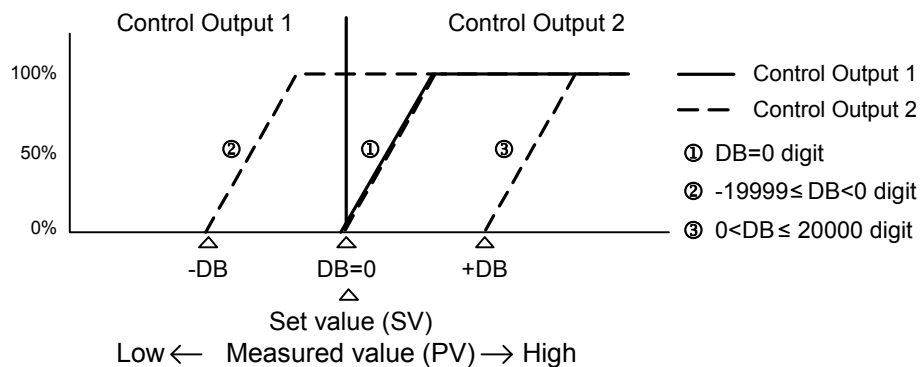 Control Output 1
Control Output 2
100%
50%
0%
②
①
③
-DB
DB=0
+DB
Set value (SV)
Low ← Measured value (PV) → High
Control Output 1
Control Output 2
① DB=0 digit
② -19999≤ DB<0 digit
③ 0<DB≤ 20000 digit